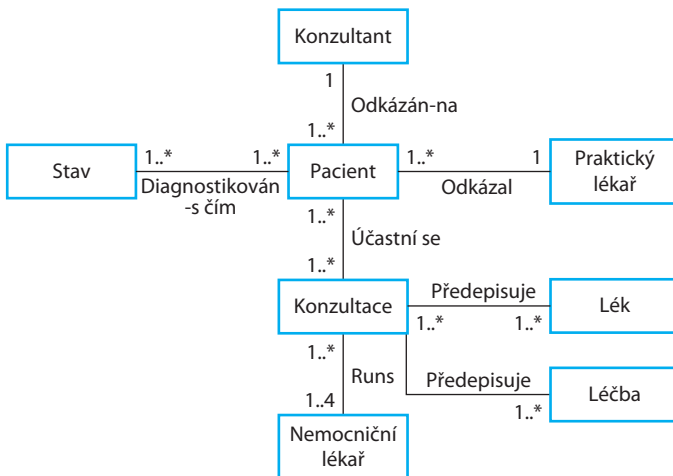 Konzultant
1
Odkázán-na
1..*
Stav
1..*
1..*
Pacient
1..*
1
Praktický
lékař
Diagnostikován
-s čím
Odkázal
1..*
Účastní se
1..*
Konzultace
Předepisuje
1..*
1..*
Lék
1..*
Runs
1..4
Předepisuje
1..*
Léčba
Nemocniční
lékař